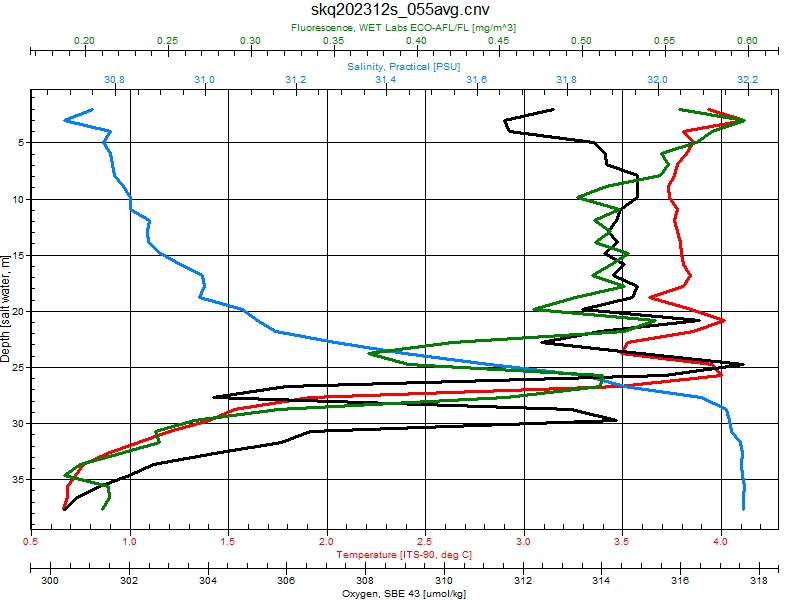 skq202312s_055avg.cnv
Fluorescence, WET Labs ECO-AFL/FL [mg/m^3]
0.20 0.25 0.30 0.35 0.40 0.45 0.50 0.55 0.60
Salinity, Practical [PSU]
30.8 31.0 31.2 31.4 31.6 31.8 32.0 32.2
5
10
15
20
25
30
35
Depth [salt water, m]
0.5 1.0 1.5 2.0 2.5 3.0 3.5 4.0
Temperature [ITS-90, deg C]
300 302 304 306 308 310 312 314 316 318
Oxygen, SBE 43 [umol/kg]